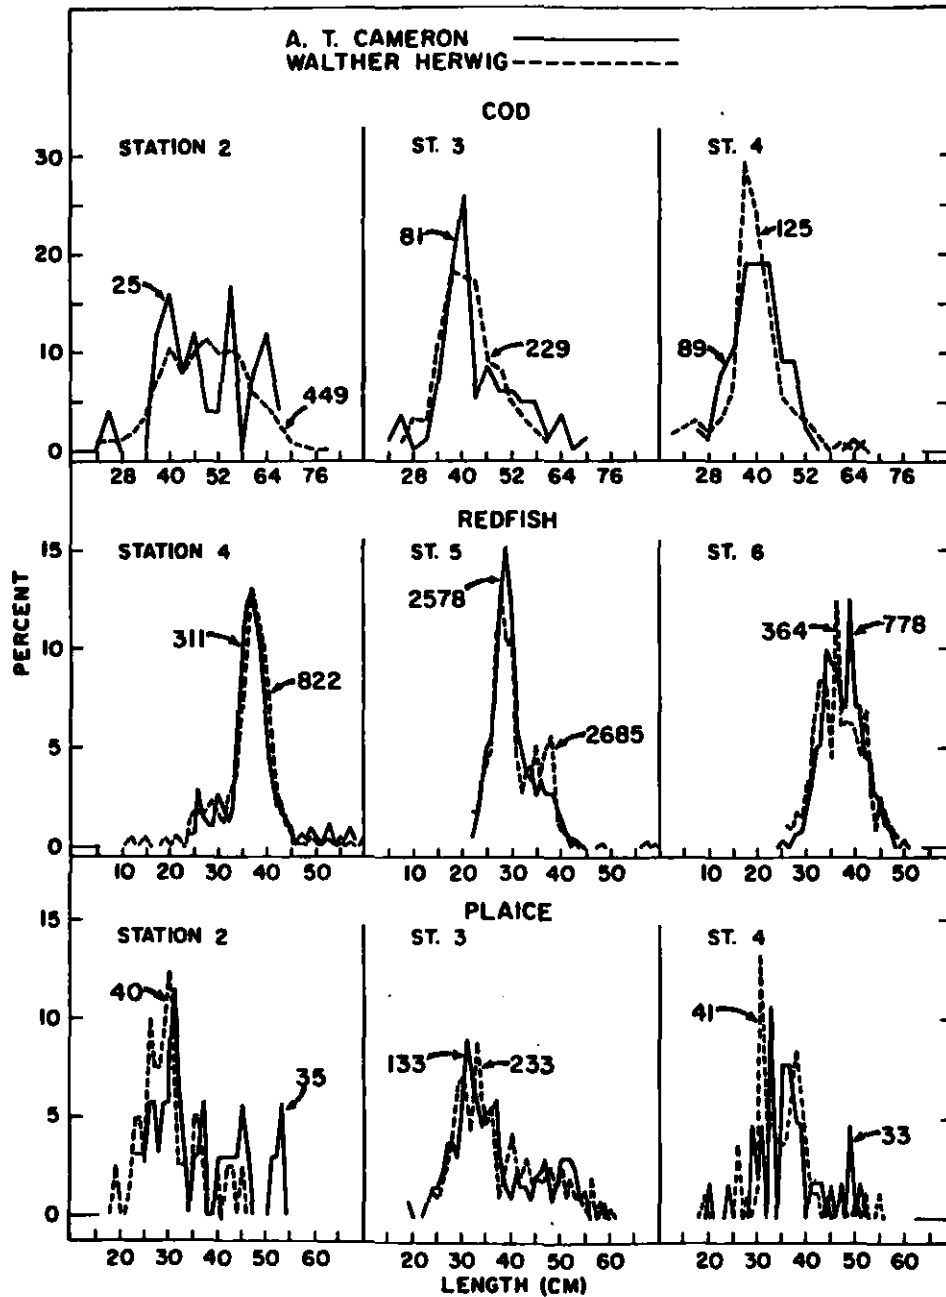 A. T. CAMERON
WALTHER HERWIG
COD
STATION 2 ST. 3 ST. 4
30
20
10
0
25
449
81
229
125
89
28 40 52 64 76 28 40 52 64 76 28 40 52 64 76
REDFISH
STATION 4 ST. 5 ST. 6
PERCENT
15
10
5
0
311
822
2578
2685
364
778
10 20 30 40 50 10 20 30 40 50 10 20 30 40 50
PLAICE
STATION 2 ST. 3 ST. 4
15
10
5
0
40
35
133
233
41
33
20 30 40 50 60 20 30 40 50 60 20 30 40 50 60
LENGTH (CM)